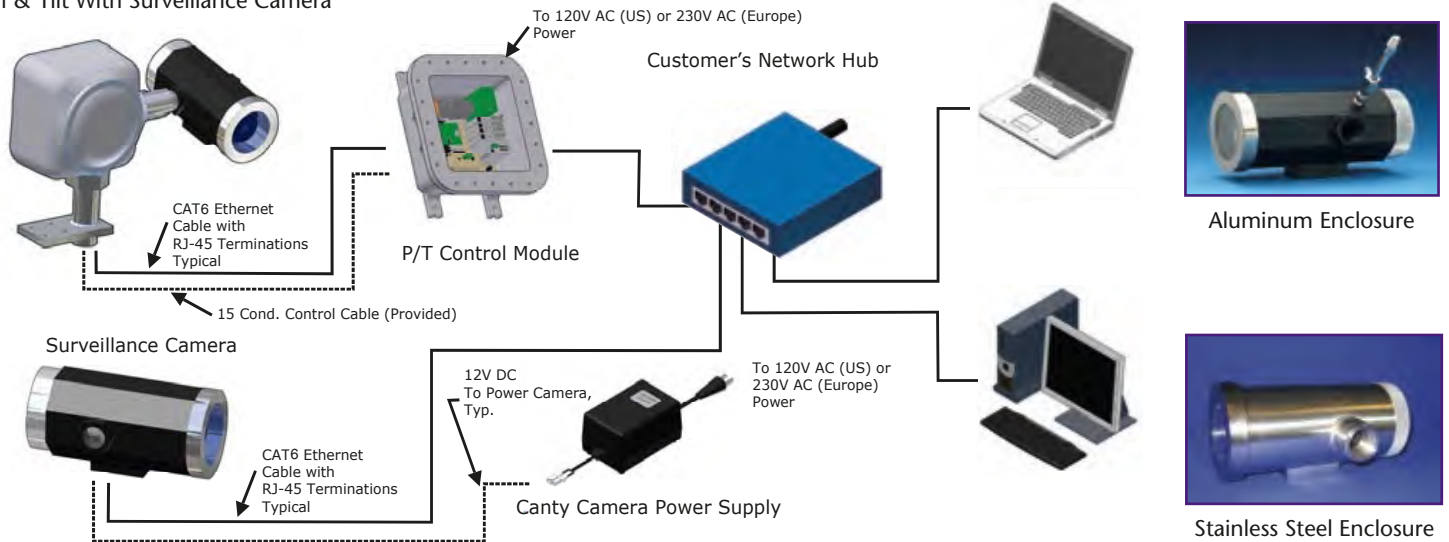 & Tilt With Surveillance Camera
To 120V AC (US) or 230V AC (Europe)
Power
Customer's Network Hub
CAT6 Ethernet
Cable with
RJ-45 Terminations
Typical
P/T Control Module
15 Cond. Control Cable (Provided)
Aluminum Enclosure
Surveillance Camera
12V DC
To Power Camera,
Typ.
To 120V AC (US) or
230V AC (Europe)
Power
CAT6 Ethernet
Cable with
RJ-45 Terminations
Typical
Canty Camera Power Supply
Stainless Steel Enclosure